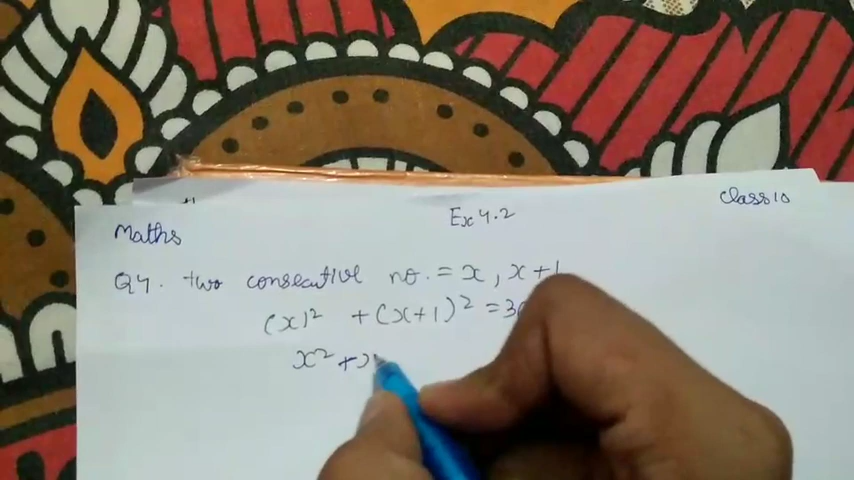 Maths
Ex 4.2
Class 10
Q4. two consecutive no. = x, x+1
(x)² + (x+1)² = 3
x² + x